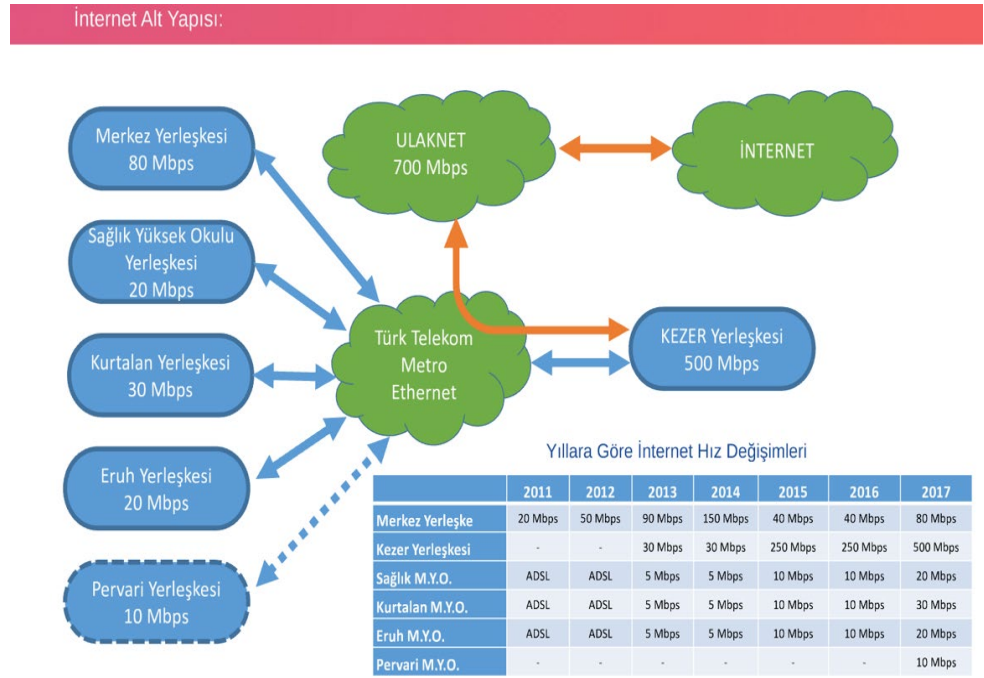 İnternet Alt Yapısı:
Merkez Yerleşkesi
80 Mbps
ULAKNET
700 Mbps
İNTERNET
Sağlık Yüksek Okulu
Yerleşkesi
20 Mbps
Türk Telekom
Metro
Ethernet
KEZER Yerleşkesi
500 Mbps
Kurtalan Yerleşkesi
30 Mbps
Eruh Yerleşkesi
20 Mbps
Pervari Yerleşkesi
10 Mbps
Yıllara Göre İnternet Hız Değişimleri
2011 2012 2013 2014 2015 2016 2017
Merkez Yerleşke 20 Mbps 50 Mbps 90 Mbps 150 Mbps 40 Mbps 40 Mbps 80 Mbps
Kezer Yerleşkesi - - 30 Mbps 30 Mbps 250 Mbps 250 Mbps 500 Mbps
Sağlık M.Y.O. ADSL ADSL 5 Mbps 5 Mbps 10 Mbps 10 Mbps 20 Mbps
Kurtalan M.Y.O. ADSL ADSL 5 Mbps 5 Mbps 10 Mbps 10 Mbps 30 Mbps
Eruh M.Y.O. ADSL ADSL 5 Mbps 5 Mbps 10 Mbps 10 Mbps 20 Mbps
Pervari M.Y.O. - - - - - - 10 Mbps